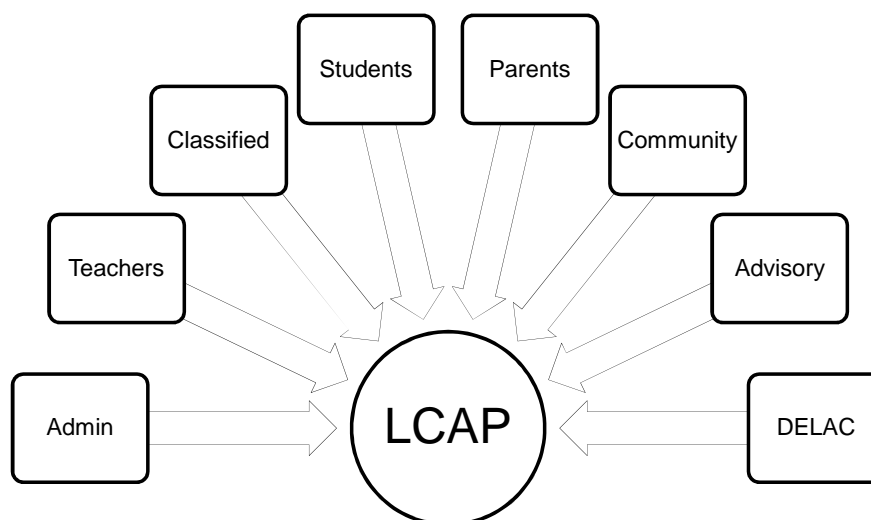 Students
Parents
Classified
Community
Teachers
Advisory
Admin
LCAP
DELAC